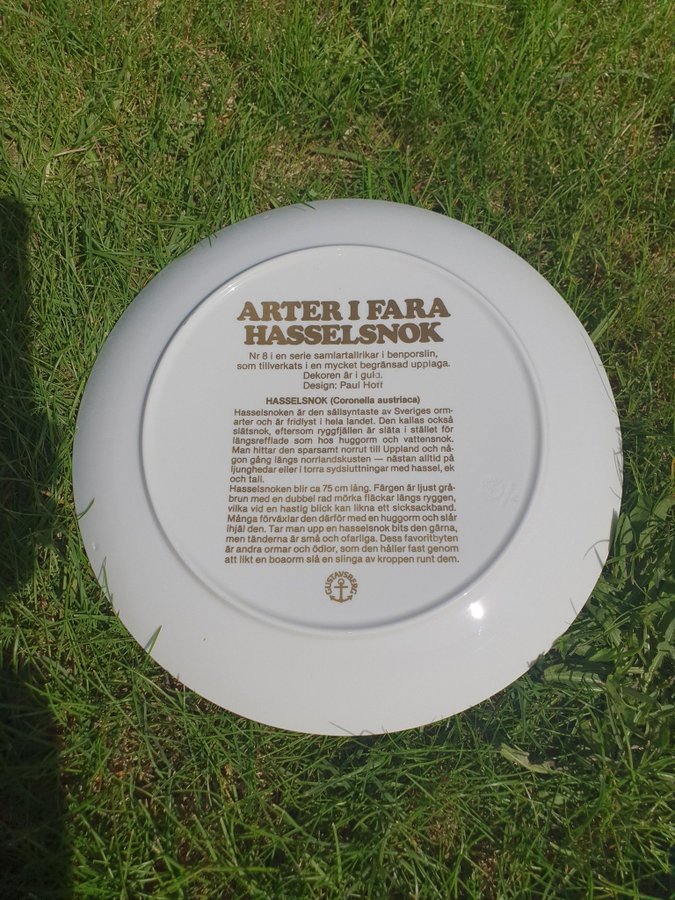 ARTER I FARA
HASSELSNOK
Nr 8 i en serie samlartallrikar i benporslin,
som tillverkats i en mycket begränsad upplaga.
Dekoren är i guld.
Design: Paul Hoff
HASSELSNOK (Coronella austriaca)
Hasselsnoken är den sällsyntaste av Sveriges orm-
arter och är fridlyst i hela landet. Den kallas också
slätsnok, eftersom ryggfjällen är släta i stället för
längsrefflade som hos huggorm och vattensnok.
Man hittar den sparsamt norrut till Uppland och nå-
gon gång längs norrlandskusten — nästan alltid på
ljunghedar eller i torra sydsluttningar med hassel, ek
och tall.
Hasselsnoken blir ca 75 cm lång. Färgen är ljust grå-
brun med en dubbel rad mörka fläckar längs ryggen,
vilka vid en hastig blick kan likna ett sicksackband.
Många förväxlar den därför med en huggorm och slår
ihjäl den. Tar man upp en hasselsnok bits den gärna,
men tänderna är små och ofarliga. Dess favoritbyten
är andra ormar och ödlor, som den håller fast genom
att likt en boaorm slå en slinga av kroppen runt dem.
GUSTAVSBERG